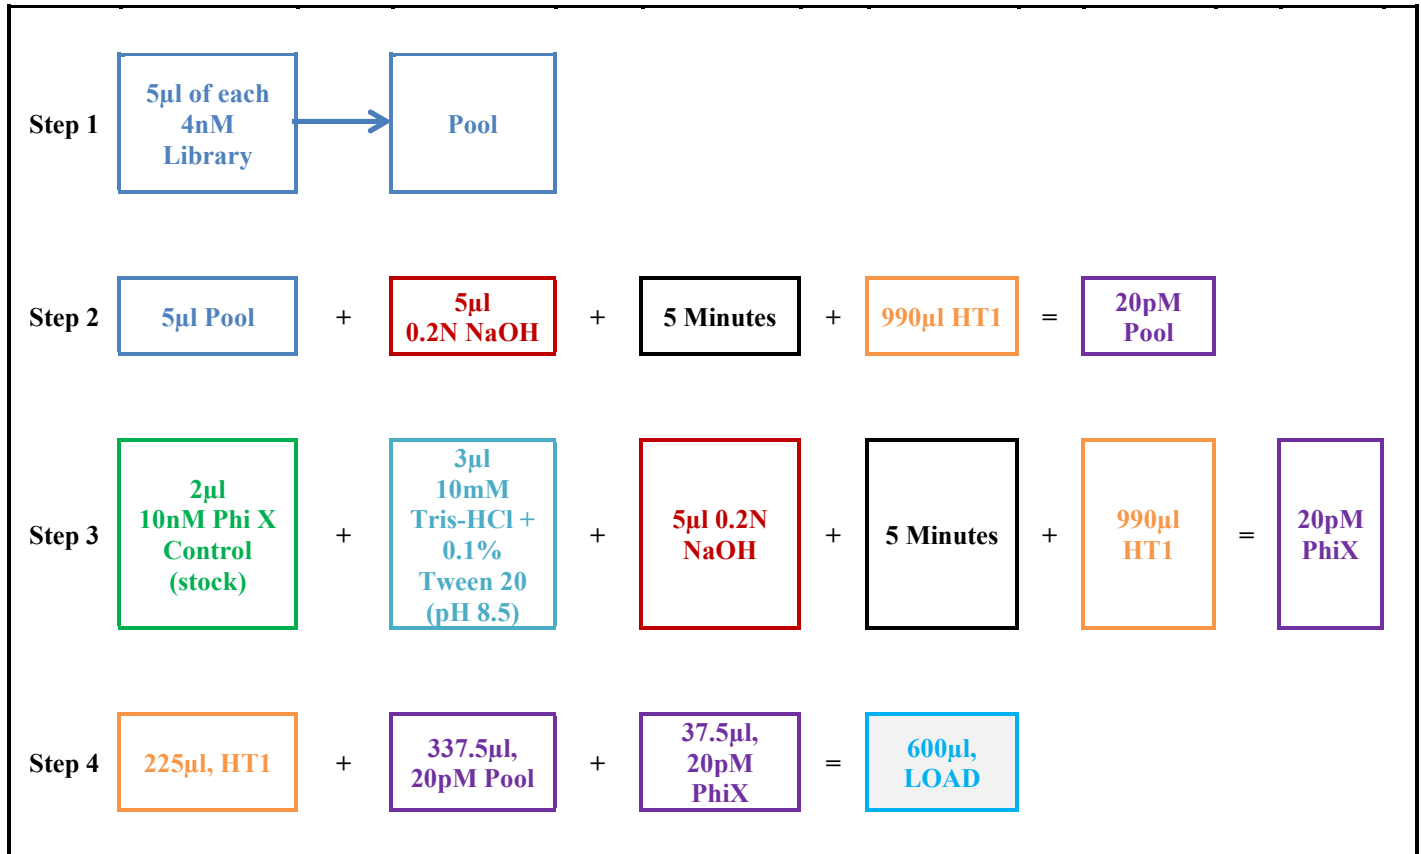 Step 1
5µl of each
4nM
Library
Pool
Step 2
5µl Pool
+
5µl
0.2N NaOH
+
5 Minutes
+
990µl HT1
=
20pM
Pool
Step 3
2µl
10nM Phi X
Control
(stock)
+
3µl
10mM
Tris-HCl +
0.1%
Tween 20
(pH 8.5)
+
5µl 0.2N
NaOH
+
5 Minutes
+
990µl
HT1
=
20pM
PhiX
Step 4
225µl, HT1
+
337.5µl,
20pM Pool
+
37.5µl,
20pM
PhiX
=
600µl,
LOAD